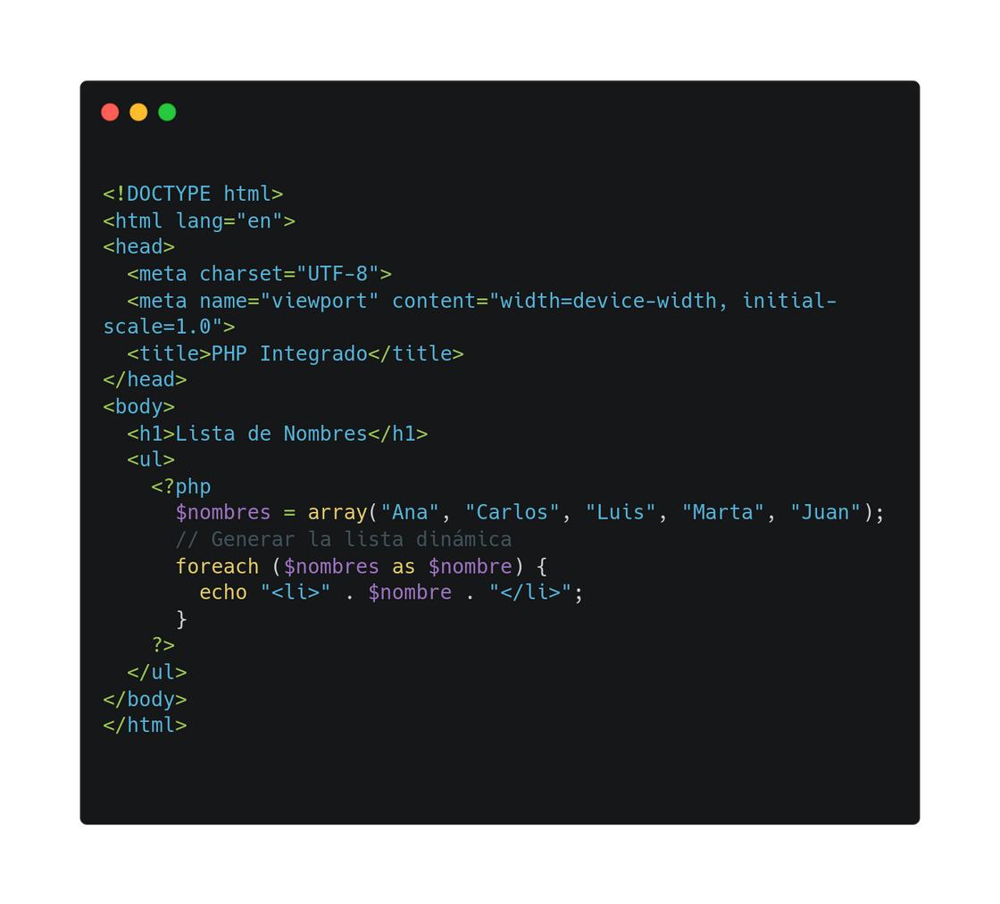 <!DOCTYPE html>
<html lang="en">
<head>
  <meta charset="UTF-8">
  <meta name="viewport" content="width=device-width, initial-
scale=1.0">
  <title>PHP Integrado</title>
</head>
<body>
  <h1>Lista de Nombres</h1>
  <ul>
    <?php
      $nombres = array("Ana", "Carlos", "Luis", "Marta", "Juan");
      // Generar la lista dinámica
      foreach ($nombres as $nombre) {
        echo "<li>" . $nombre . "</li>";
      }
    ?>
  </ul>
</body>
</html>